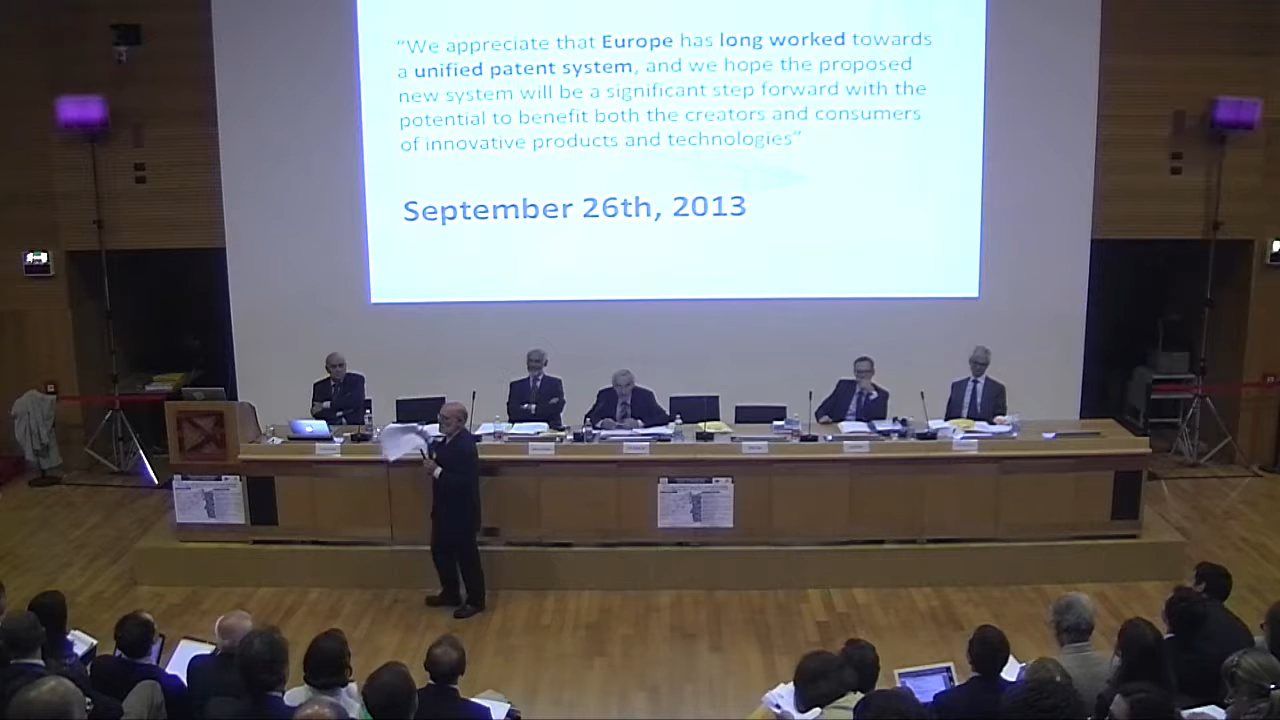 “We appreciate that Europe has long worked towards
a unified patent system, and we hope the proposed
new system will be a significant step forward with the
potential to benefit both the creators and consumers
of innovative products and technologies”
September 26th, 2013